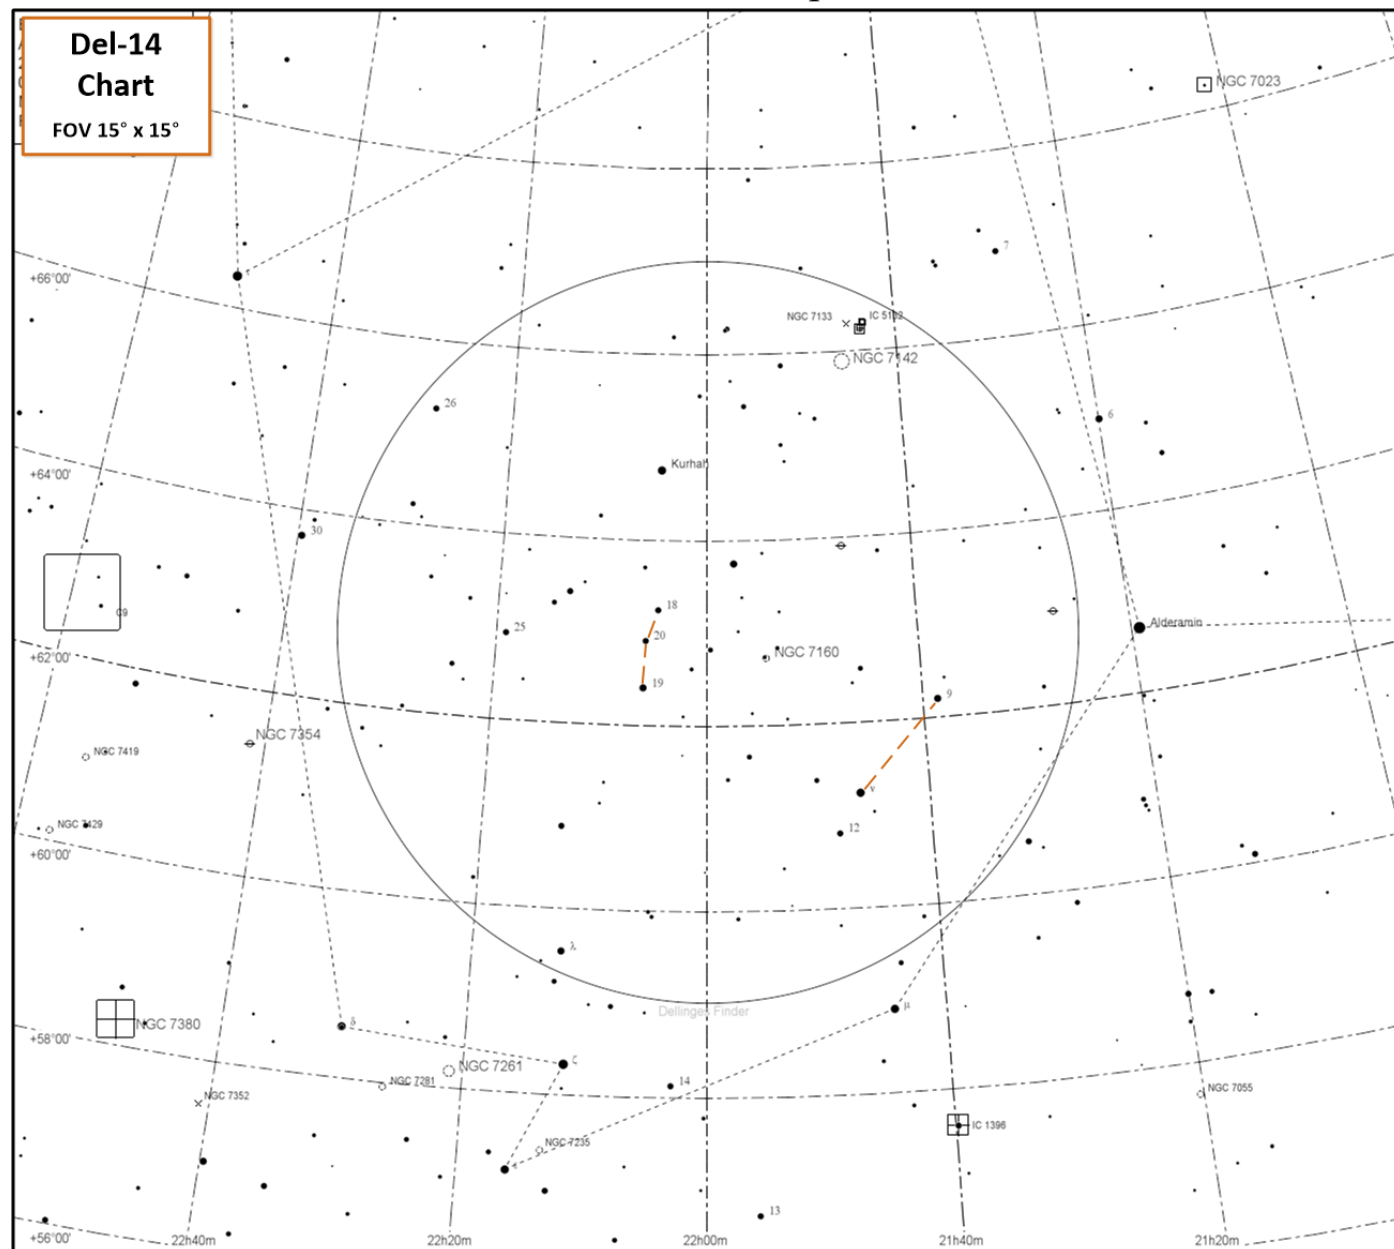 Del-14
Chart
FOV 15° x 15°
NGC 7023
7
+66°00'
NGC 7133
NGC 7142
26
6
Kurhah
+64°00'
30
C9
18
25
20
Alderamin
NGC 7160
+62°00'
19
9
NGC 7354
NGC 7419
ν
NGC 7429
12
+60°00'
λ
μ
Dellinges Finder
δ
NGC 7380
+58°00'
ζ
NGC 7261
NGC 7281
14
NGC 7352
NGC 7055
IC 1396
NGC 7235
13
+56°00'
22h40m
22h20m
22h00m
21h40m
21h20m